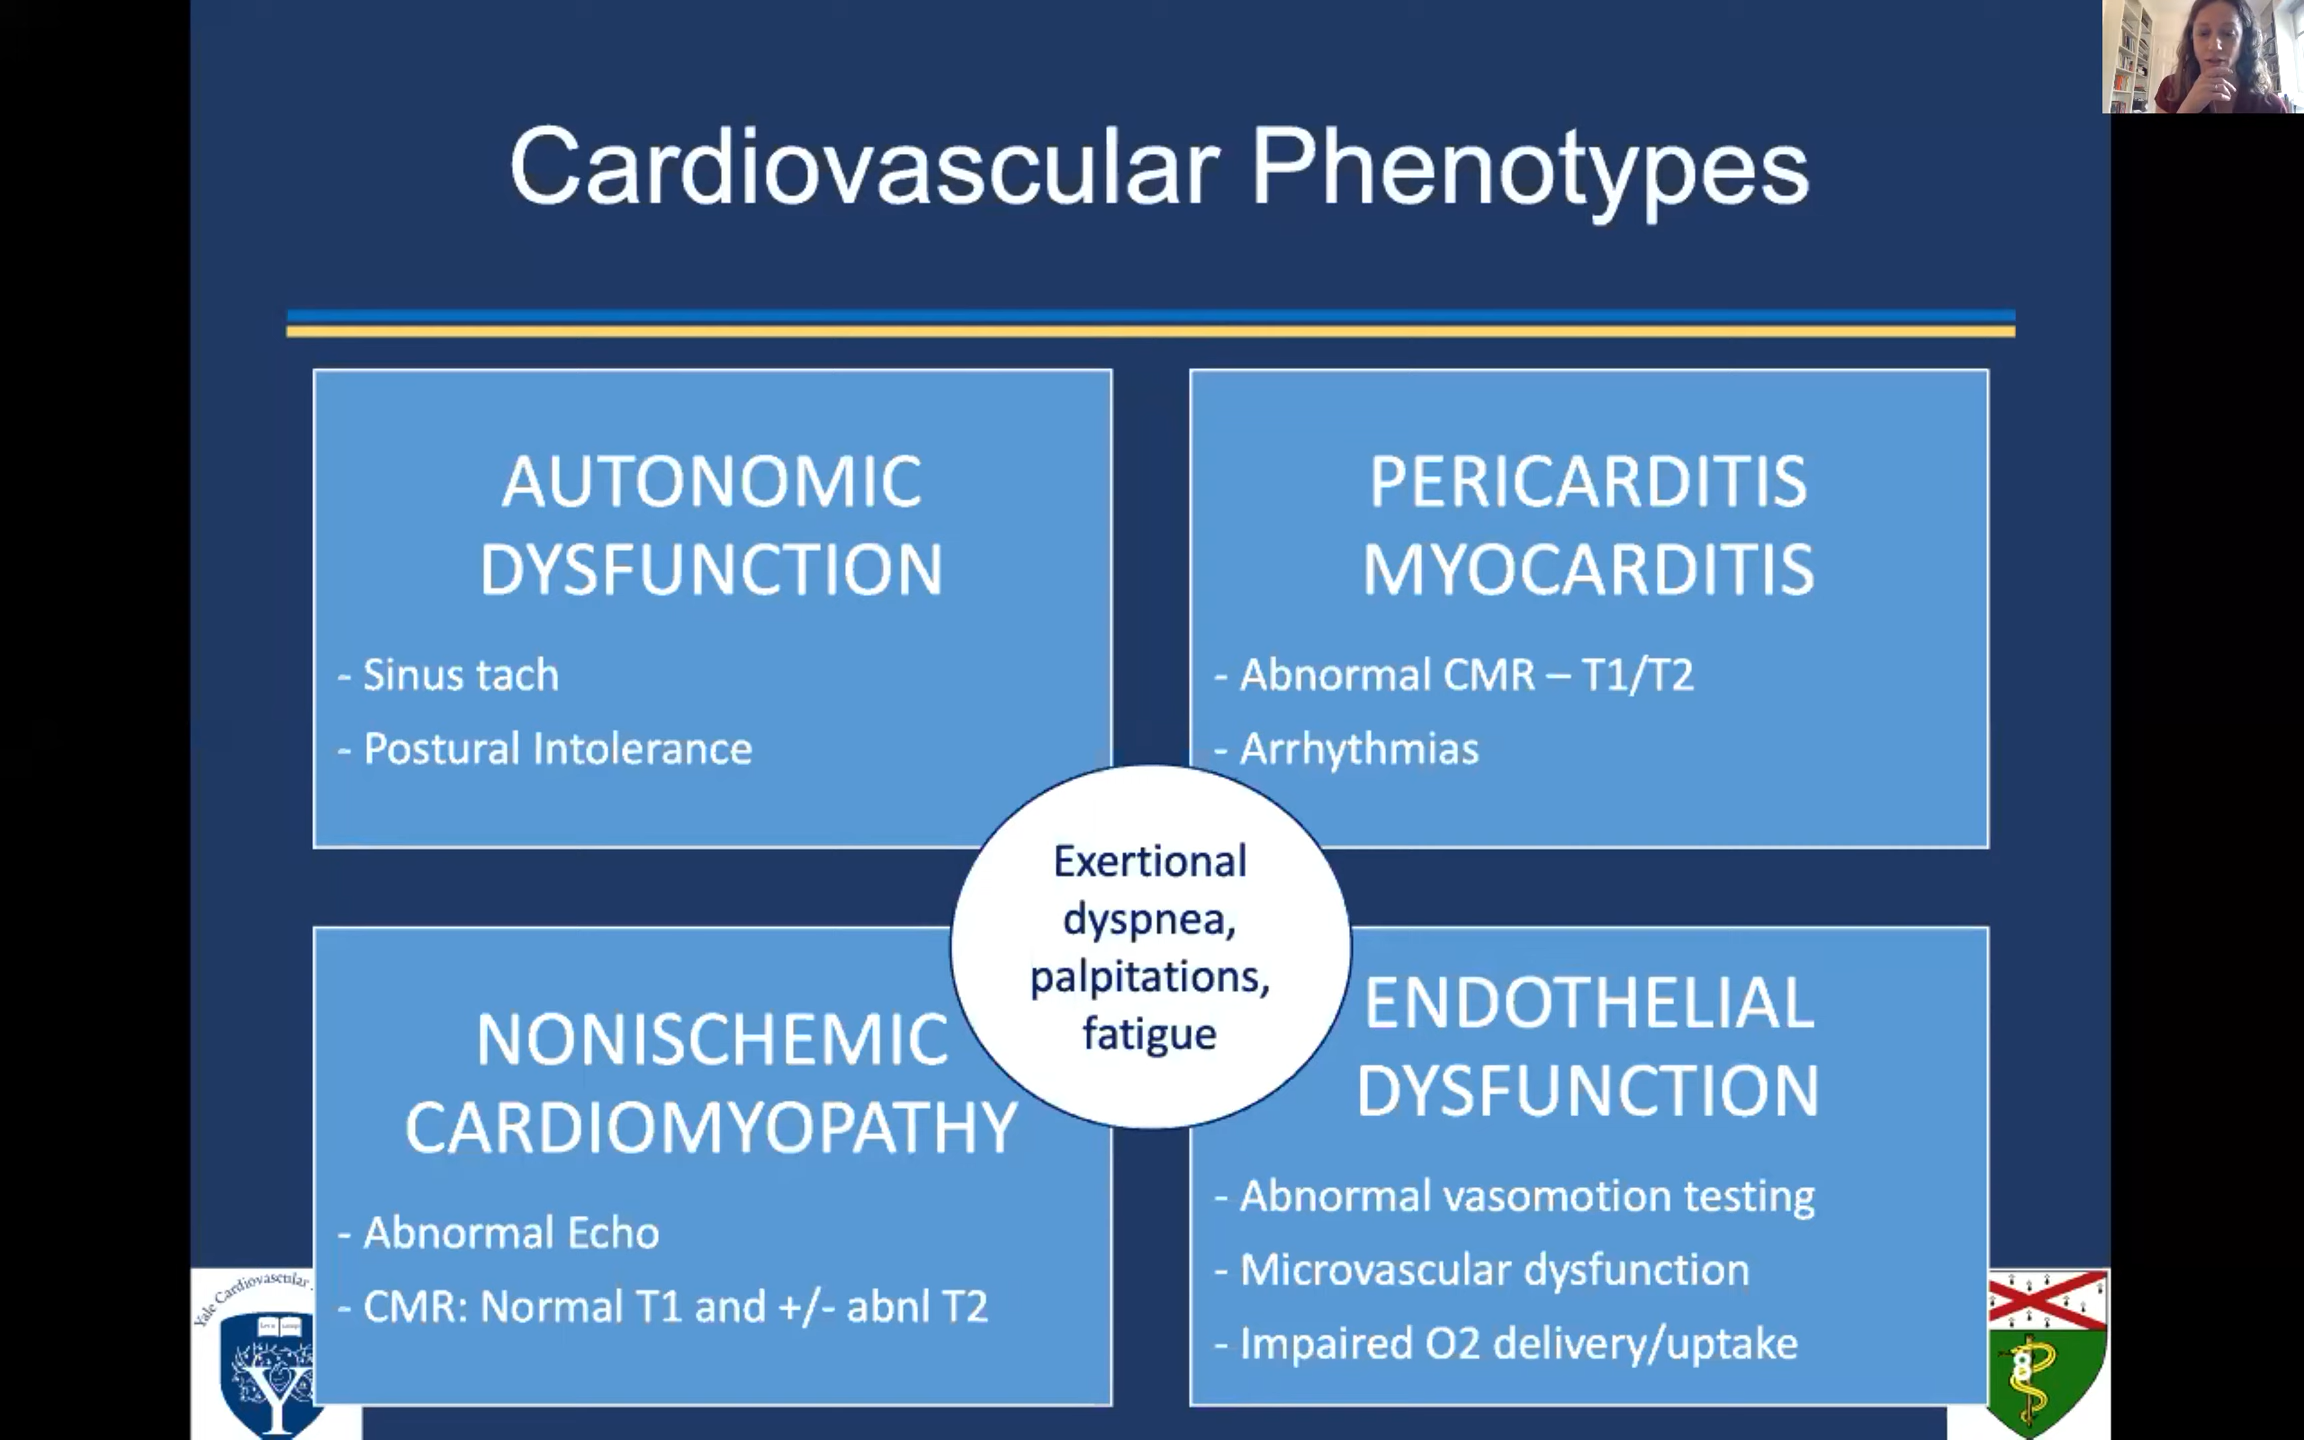 Cardiovascular Phenotypes
AUTONOMIC
DYSFUNCTION
- Sinus tach
- Postural Intolerance
PERICARDITIS
MYOCARDITIS
- Abnormal CMR – T1/T2
- Arrhythmias
Exertional
dyspnea,
palpitations,
fatigue
NONISCHEMIC
CARDIOMYOPATHY
- Abnormal Echo
- CMR: Normal T1 and +/- abnl T2
ENDOTHELIAL
DYSFUNCTION
- Abnormal vasomotion testing
- Microvascular dysfunction
- Impaired O2 delivery/uptake
Yale Cardiovascular
Y
8